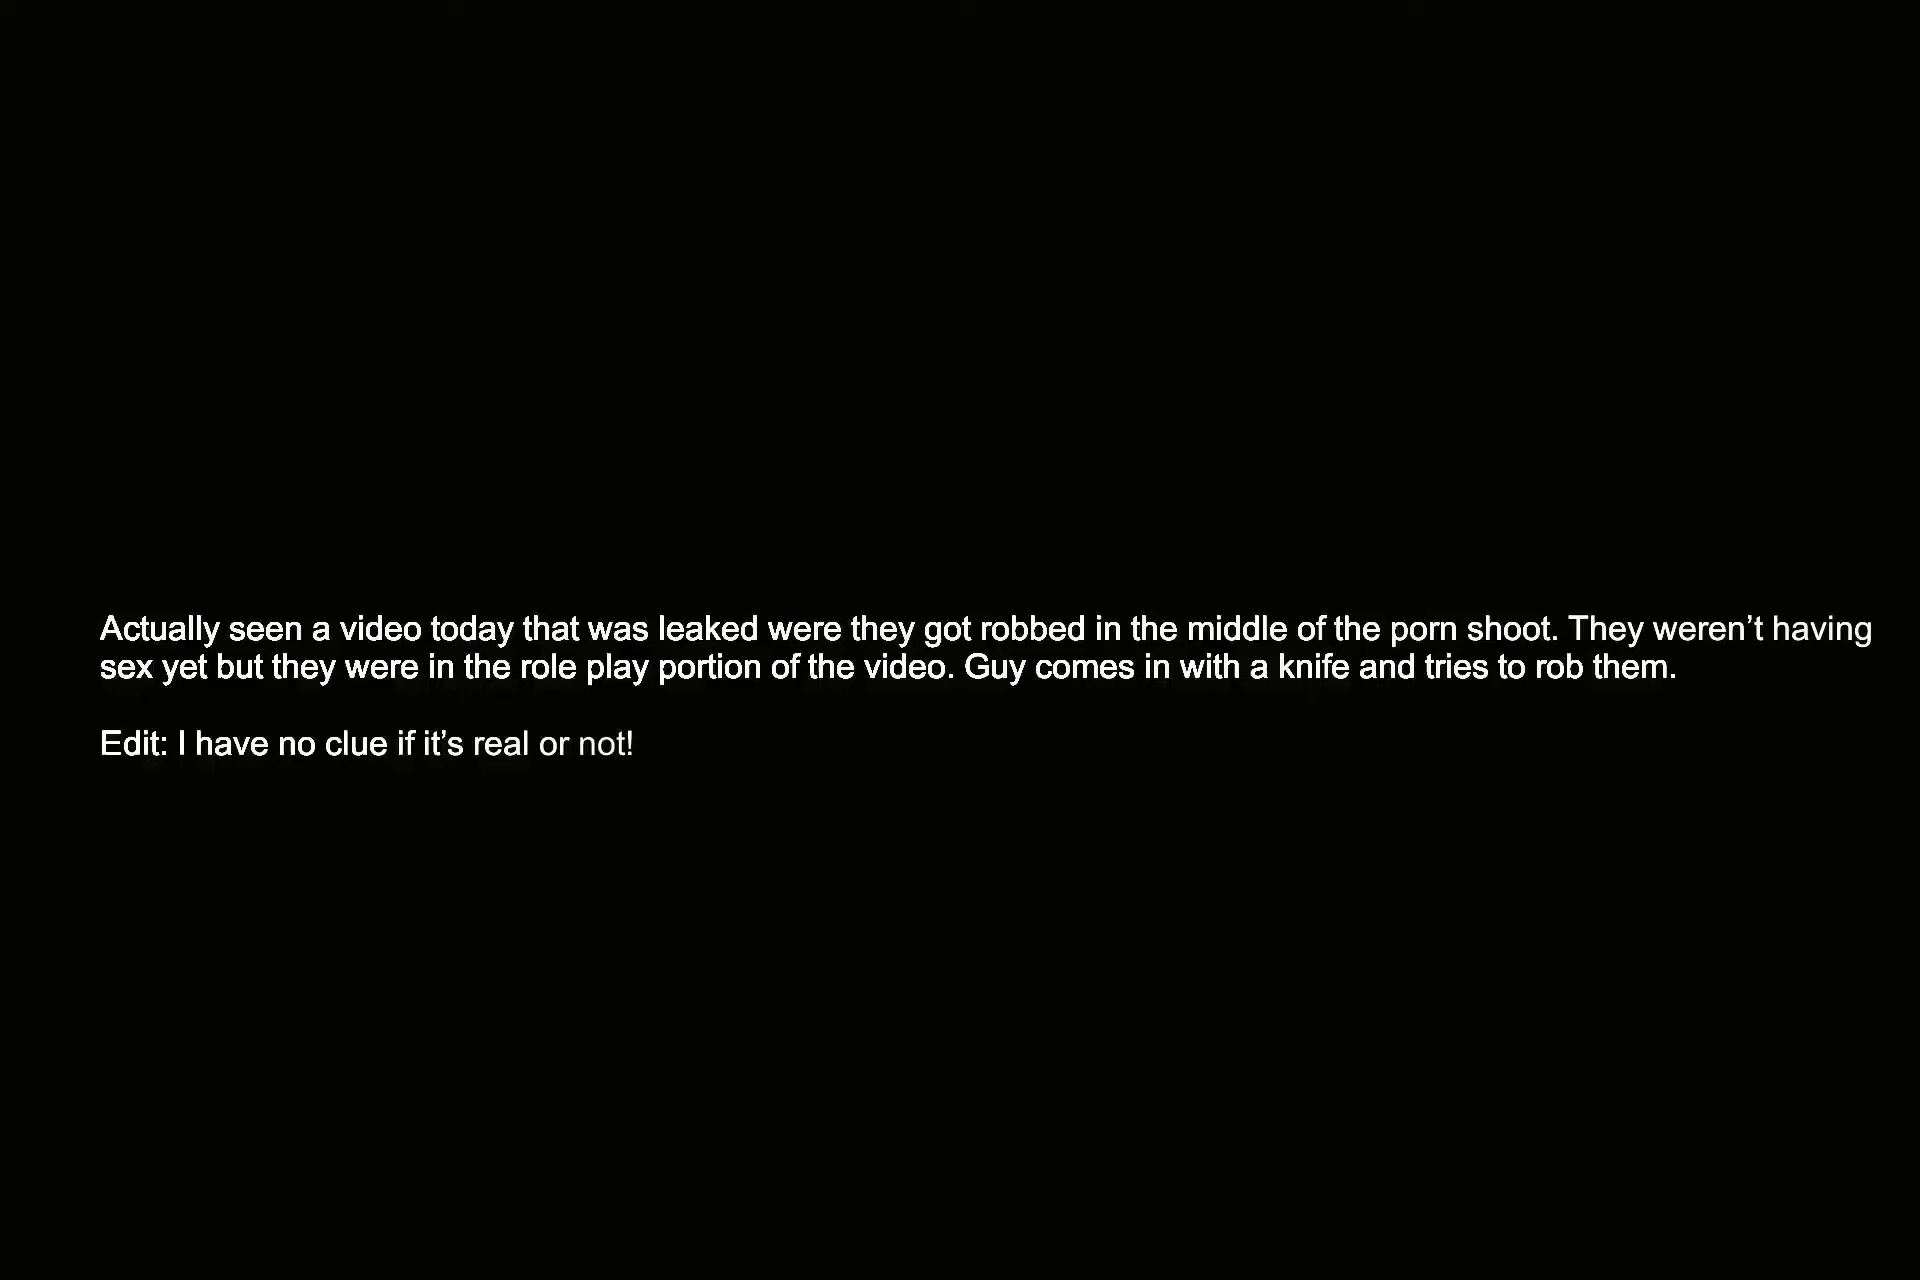 Actually seen a video today that was leaked were they got robbed in the middle of the porn shoot. They weren’t having
sex yet but they were in the role play portion of the video. Guy comes in with a knife and tries to rob them.
Edit: I have no clue if it’s real or not!